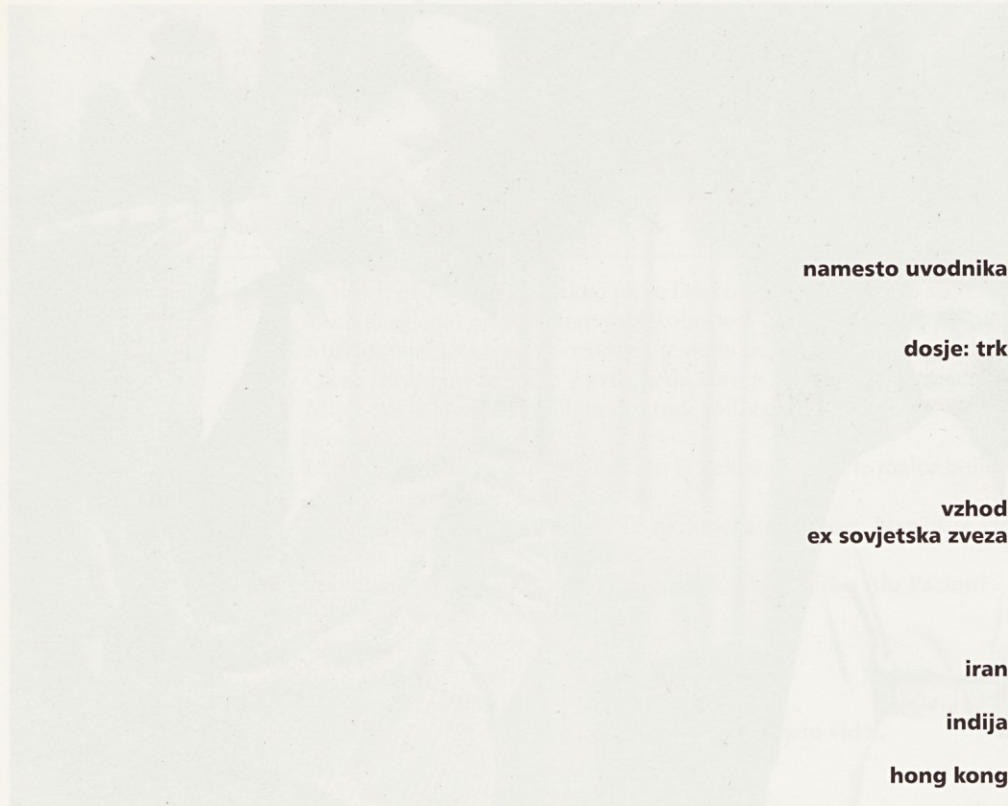 namesto uvodnika
dosje: trk
vzhod
ex sovjetska zveza
iran
indija
hong kong